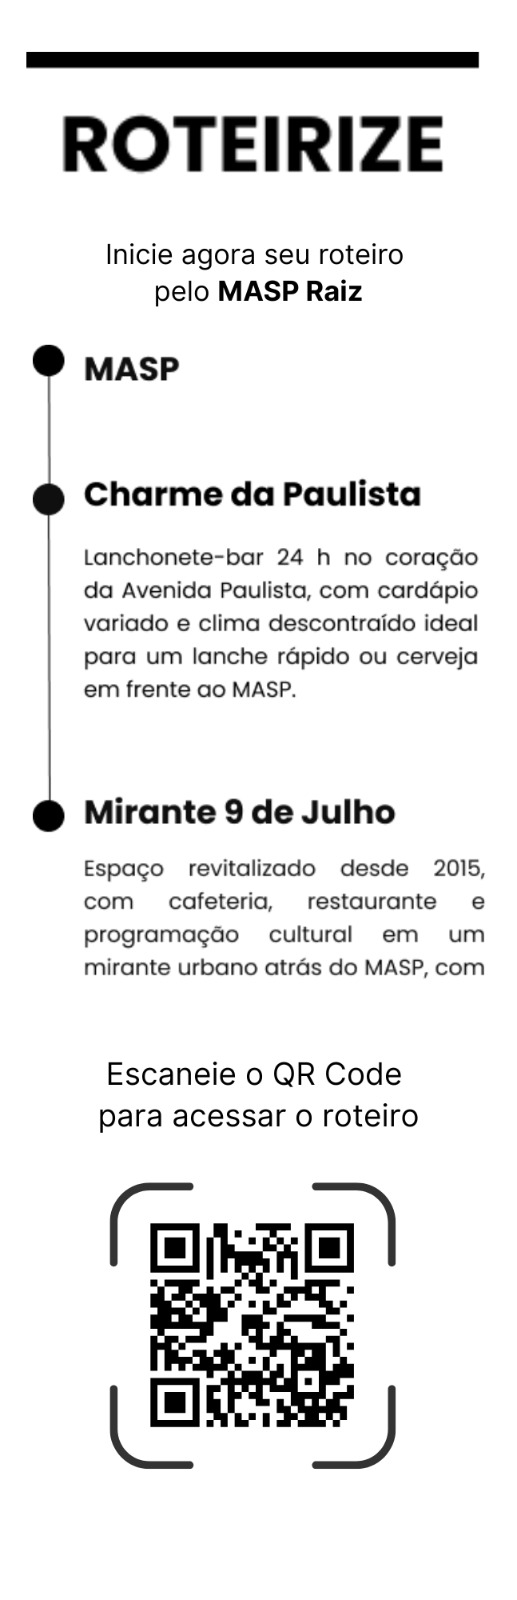 ROTEIRIZE
Inicie agora seu roteiro
pelo MASP Raiz
MASP
Charme da Paulista
Lanchonete-bar 24 h no coração
da Avenida Paulista, com cardápio
variado e clima descontraído ideal
para um lanche rápido ou cerveja
em frente ao MASP.
Mirante 9 de Julho
Espaço revitalizado desde 2015,
com cafeteria, restaurante e
programação cultural em um
mirante urbano atrás do MASP, com
Escaneie o QR Code
para acessar o roteiro